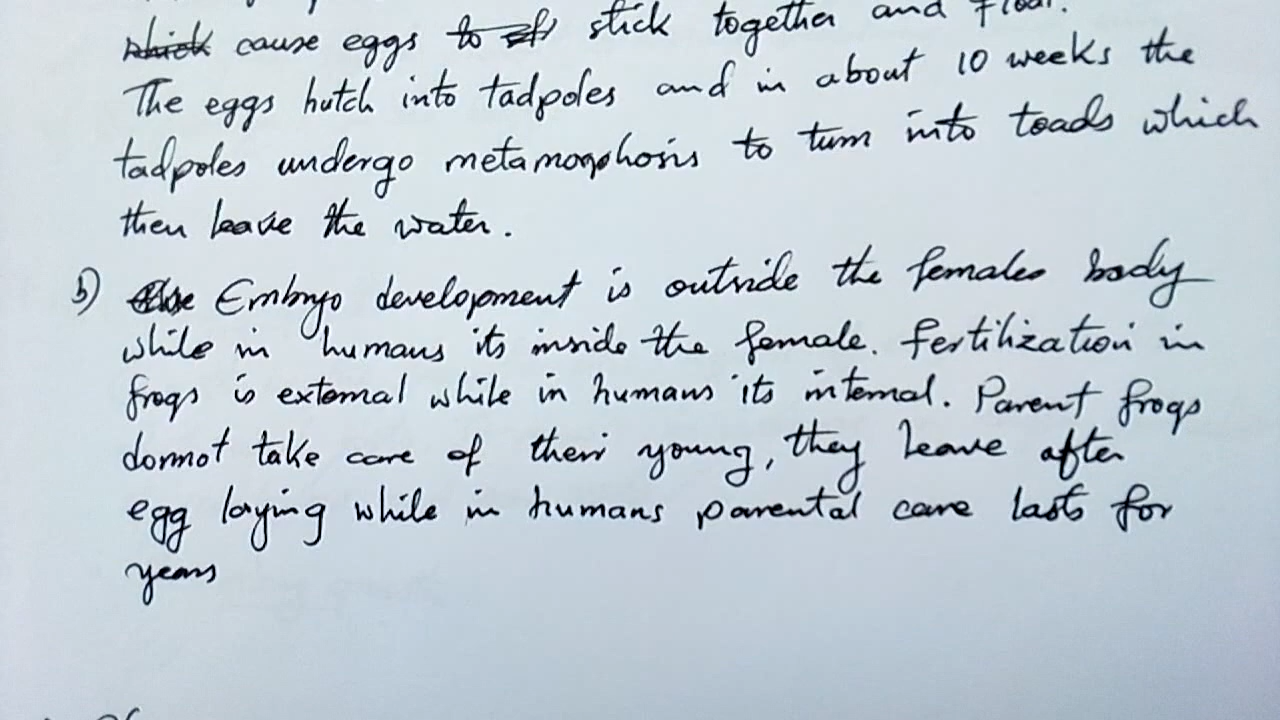 cause eggs stick together and float.
The eggs hutch into tadpoles and in about 10 weeks the
tadpoles undergo metamorphosis to turn into toads which
then leave the water.
b) Embryo development is outside the females body
while in humans its inside the female. Fertilization in
frogs is external while in humans its internal. Parent frogs
donnot take care of their young, they leave after
egg laying while in humans parental care lasts for
years